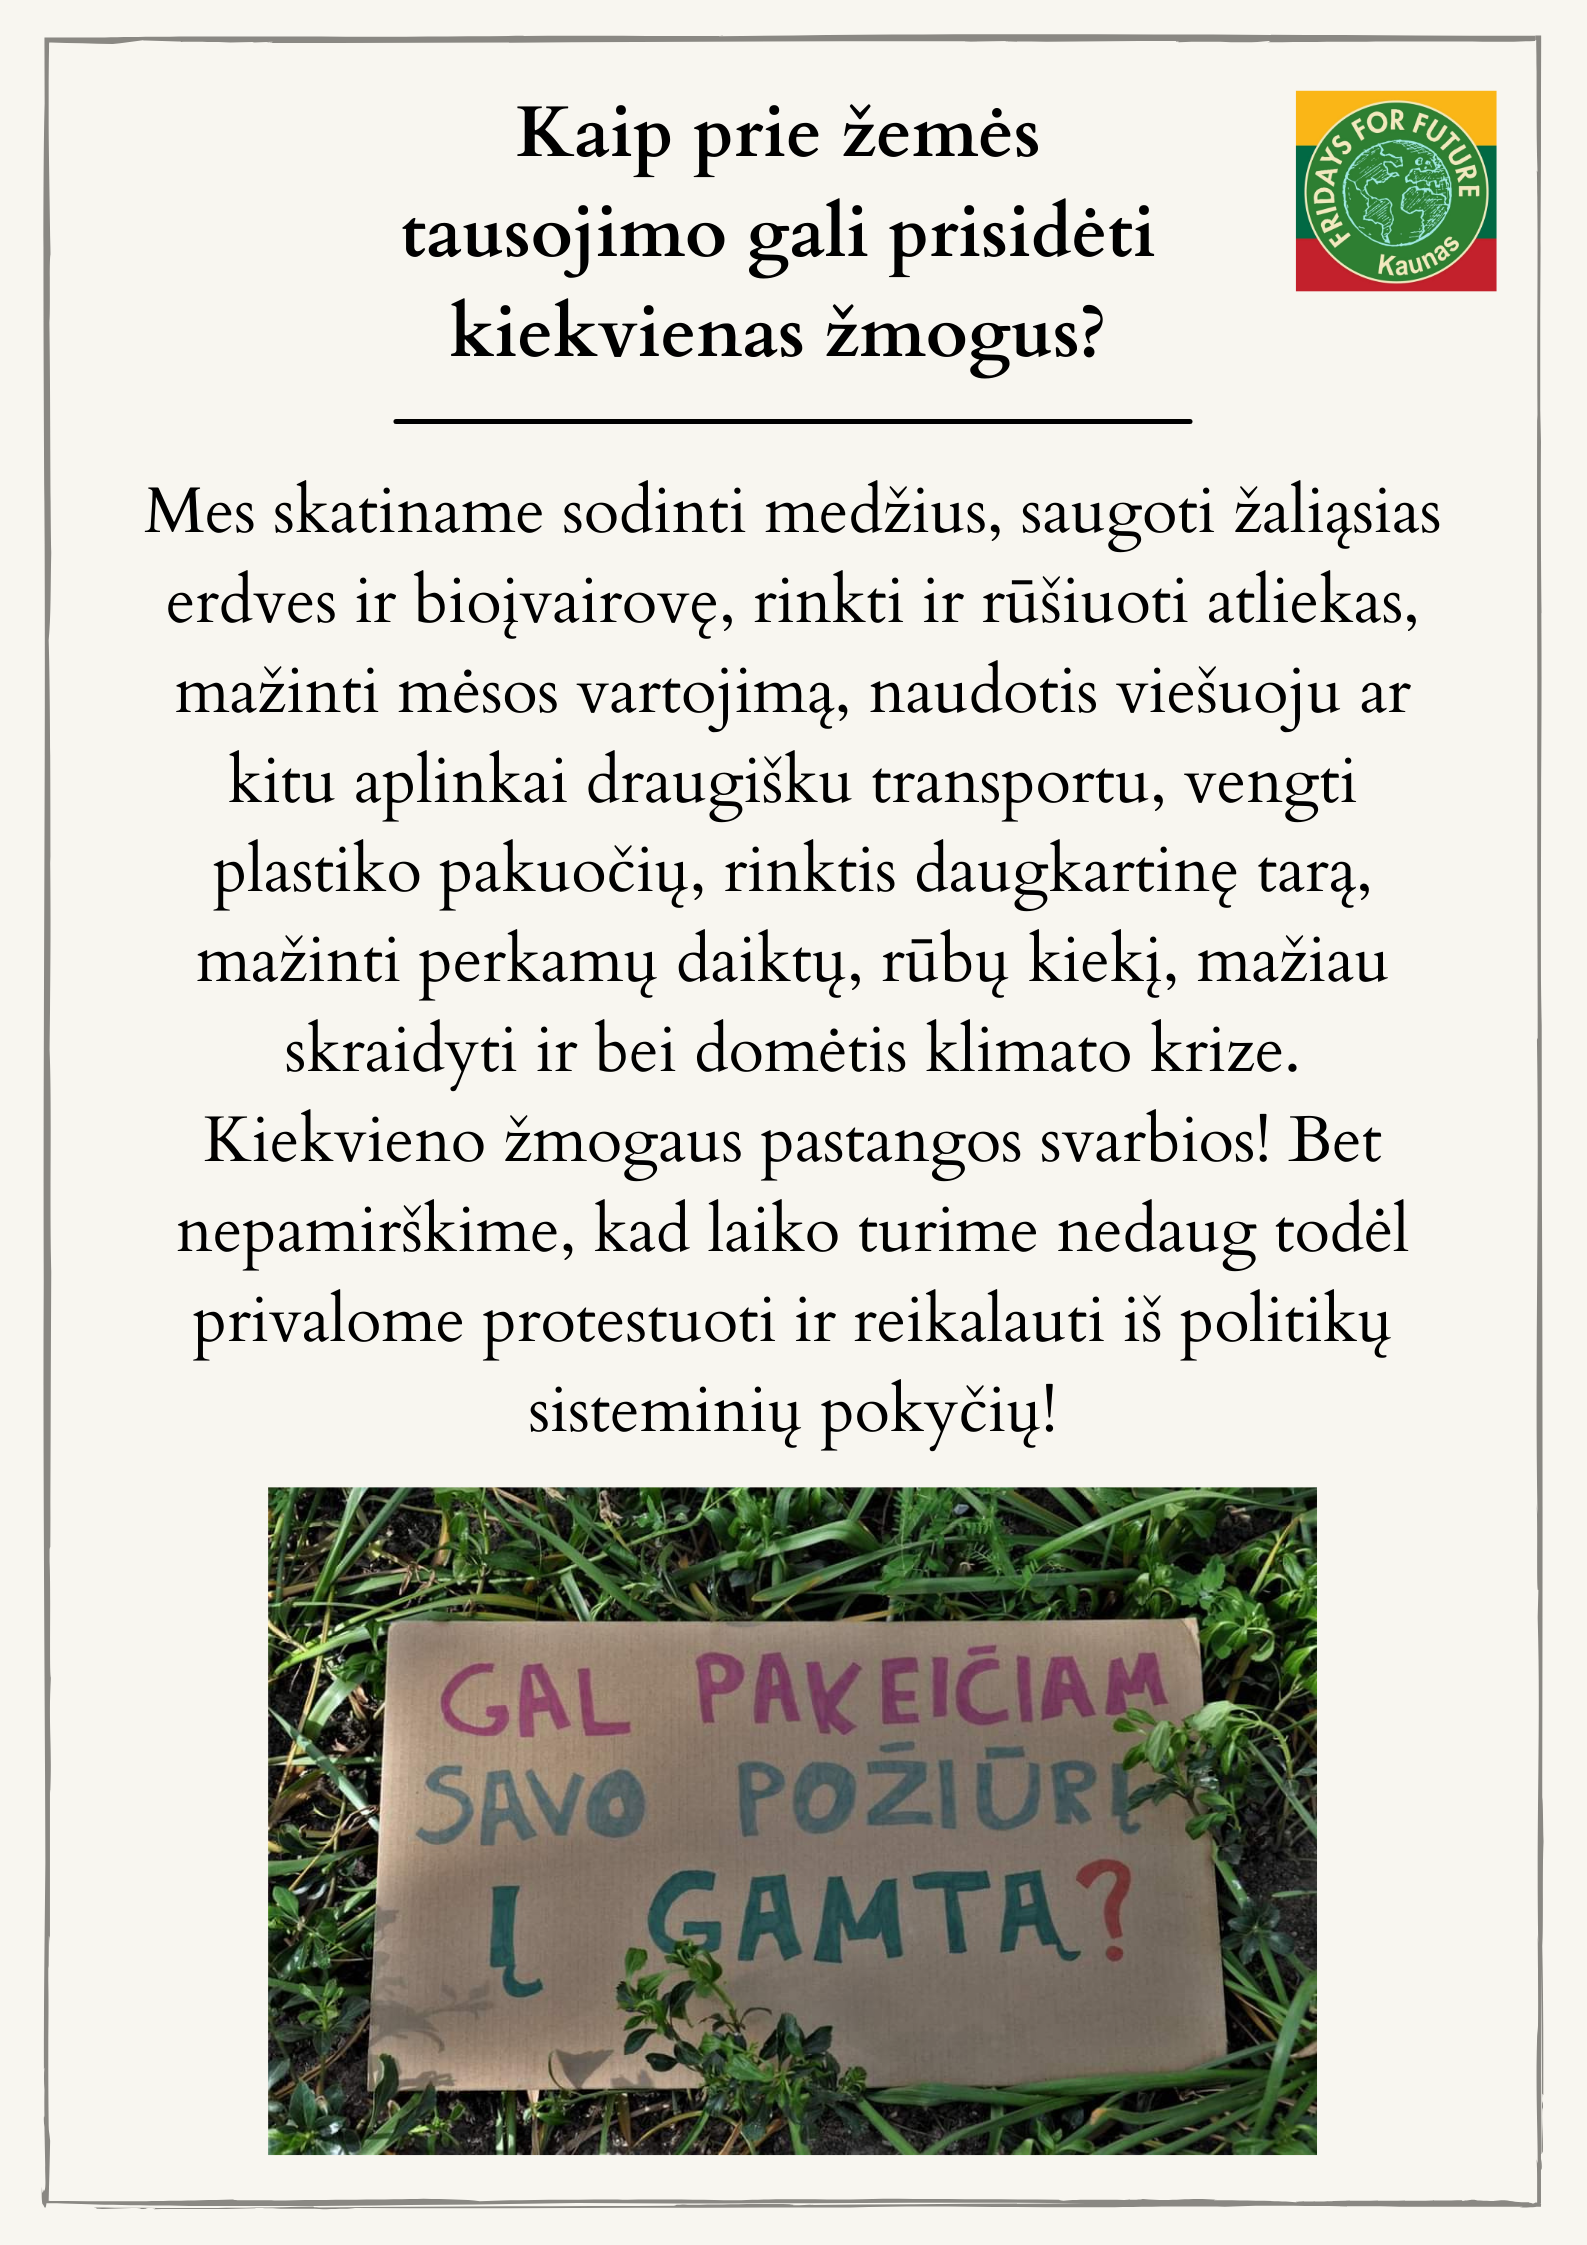 Kaip prie žemės
tausojimo gali prisidėti
kiekvienas žmogus?
FRIDAYS FOR FUTURE
Kaunas
Mes skatiname sodinti medžius, saugoti žaliąsias
erdves ir bioįvairovę, rinkti ir rūšiuoti atliekas,
mažinti mėsos vartojimą, naudotis viešuoju ar
kitu aplinkai draugišku transportu, vengti
plastiko pakuočių, rinktis daugkartinę tarą,
mažinti perkamų daiktų, rūbų kiekį, mažiau
skraidyti ir bei domėtis klimato krize.
Kiekvieno žmogaus pastangos svarbios! Bet
nepamirškime, kad laiko turime nedaug todėl
privalome protestuoti ir reikalauti iš politikų
sisteminių pokyčių!
GAL PAKEIČIAM
SAVO POŽIŪRĮ
Į GAMTĄ?